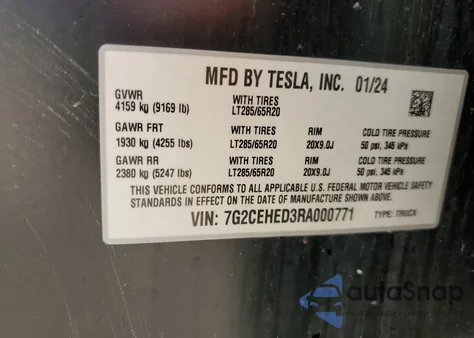 MFD BY TESLA, INC. 01/24
GVWR WITH TIRES
4159 kg (9169 lb) LT285/65R20
GAWR FRT WITH TIRES RIM COLD TIRE PRESSURE
1930 kg (4255 lbs) LT285/65R20 20X9.0J 50 psi, 345 kPa
GAWR RR WITH TIRES RIM COLD TIRE PRESSURE
2380 kg (5247 lbs) LT285/65R20 20X9.0J 50 psi, 345 kPa
THIS VEHICLE CONFORMS TO ALL APPLICABLE U.S. FEDERAL MOTOR VEHICLE SAFETY
STANDARDS IN EFFECT ON THE DATE OF MANUFACTURE SHOWN ABOVE.
VIN: 7G2CEHED3RA000771 TYPE: TRUCK
autoSnap